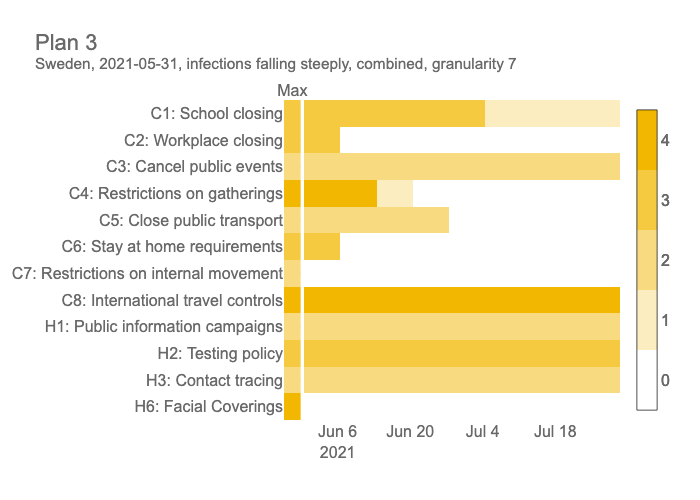 Plan 3
Sweden, 2021-05-31, infections falling steeply, combined, granularity 7
Max
C1: School closing
C2: Workplace closing
C3: Cancel public events
C4: Restrictions on gatherings
C5: Close public transport
C6: Stay at home requirements
C7: Restrictions on internal movement
C8: International travel controls
H1: Public information campaigns
H2: Testing policy
H3: Contact tracing
H6: Facial Coverings
Jun 6 Jun 20 Jul 4 Jul 18
2021
4
3
2
1
0